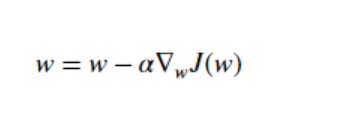 w = w − α∇_w J(w)